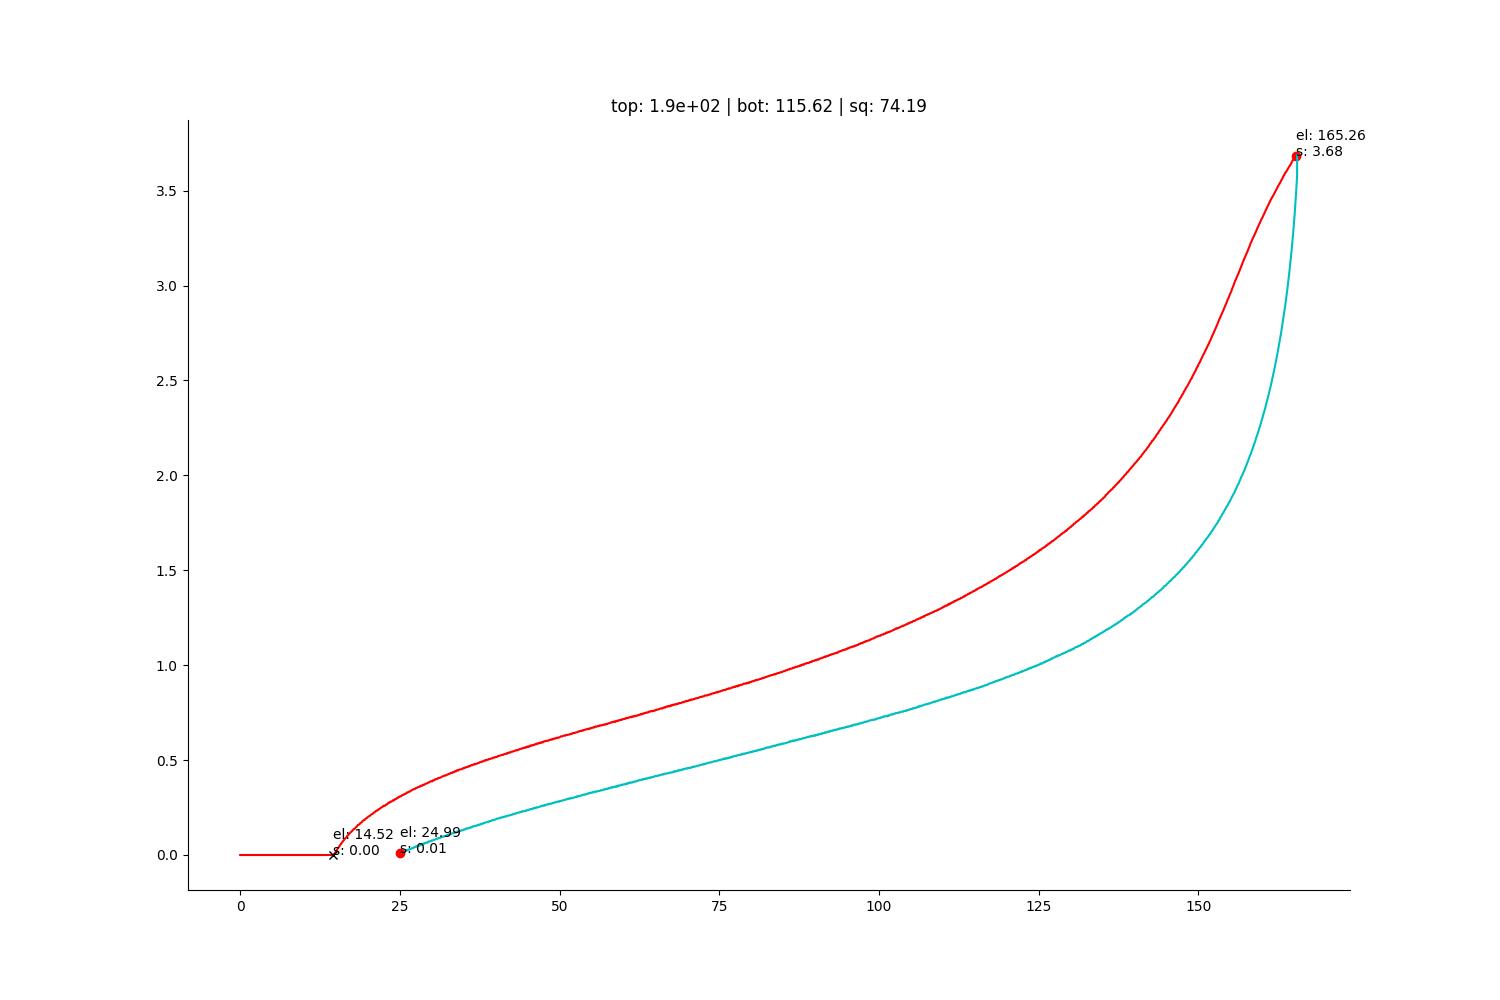 top: 1.9e+02 | bot: 115.62 | sq: 74.19
el: 165.26
s: 3.68
3.5
3.0
2.5
2.0
1.5
1.0
0.5
0.0
el: 14.52
s: 0.00
el: 24.99
s: 0.01
0
25
50
75
100
125
150